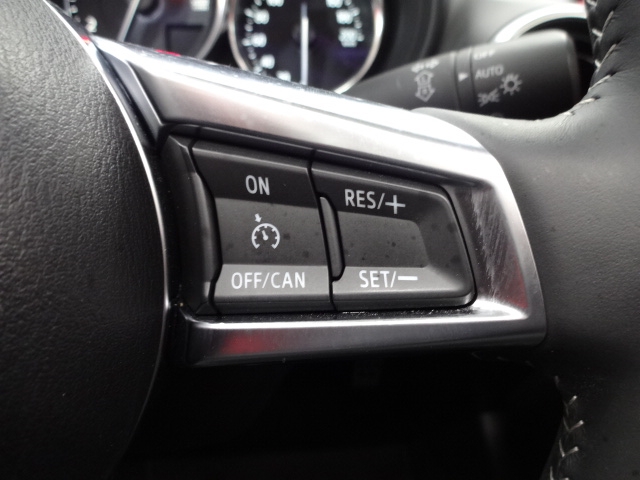 AUTO
ON
RES/+
OFF/CAN
SET/—